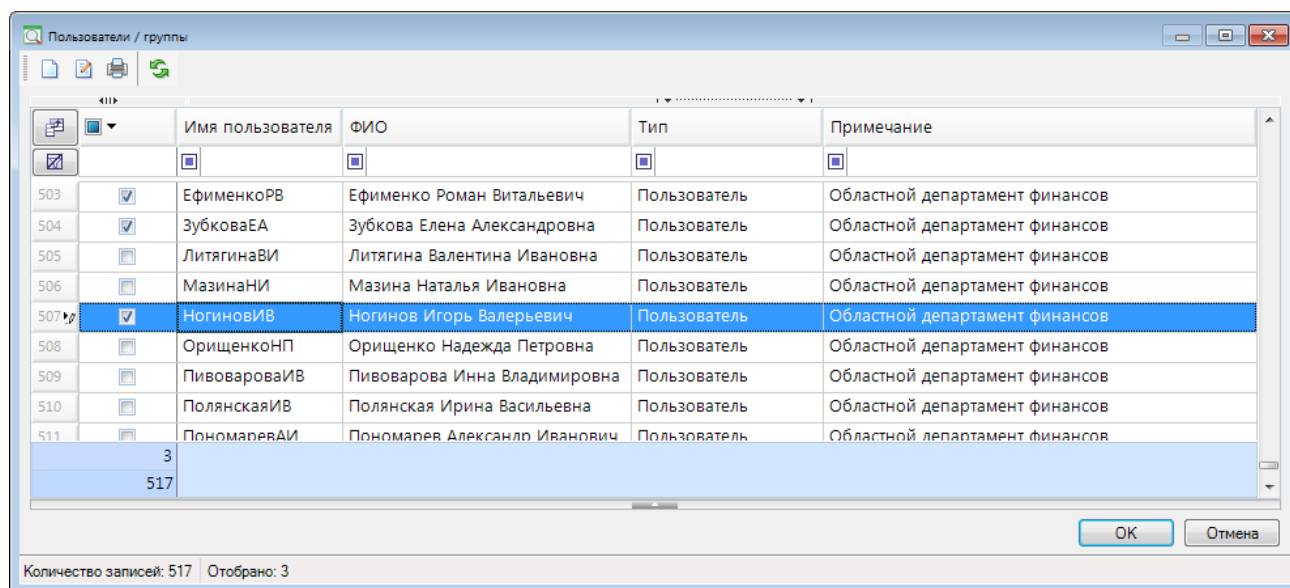 Пользователи / группы
Имя пользователя ФИО Тип Примечание
503 ЕфименкоРВ Ефименко Роман Витальевич Пользователь Областной департамент финансов
504 ЗубковаЕА Зубкова Елена Александровна Пользователь Областной департамент финансов
505 ЛитягинаВИ Литягина Валентина Ивановна Пользователь Областной департамент финансов
506 МазинаНИ Мазина Наталья Ивановна Пользователь Областной департамент финансов
507 НогиновИВ Ногинов Игорь Валерьевич Пользователь Областной департамент финансов
508 ОрищенкоНП Орищенко Надежда Петровна Пользователь Областной департамент финансов
509 ПивовароваИВ Пивоварова Инна Владимировна Пользователь Областной департамент финансов
510 ПолянскаяИВ Полянская Ирина Васильевна Пользователь Областной департамент финансов
511 ПономаревАИ Пономарев Александр Иванович Пользователь Областной департамент финансов
3
517
OK Отмена
Количество записей: 517 Отобрано: 3